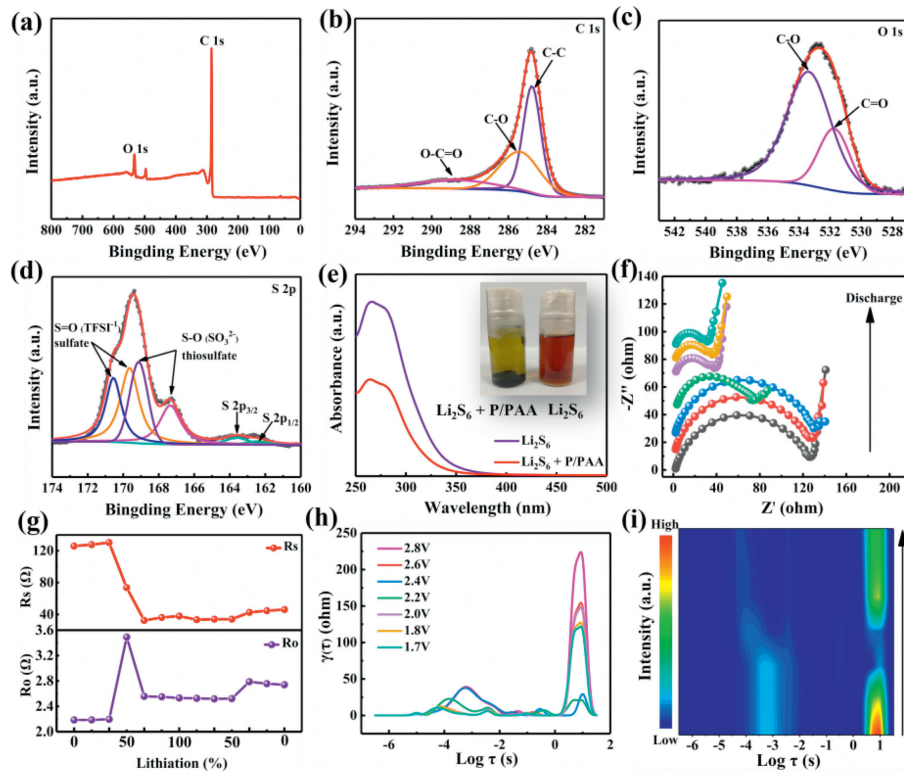 (a)
C 1s
O 1s
Intensity (a.u.)
800 700 600 500 400 300 200 100 0
Bingding Energy (eV)
(b)
C 1s
C-C
C-O
O-C=O
Intensity (a.u.)
294 292 290 288 286 284 282
Bingding Energy (eV)
(c)
O 1s
C-O
C=O
Intensity (a.u.)
542 540 538 536 534 532 530 528
Bingding Energy (eV)
(d)
S 2p
S=O (TFSI⁻¹)
sulfate
S-O (SO₃²⁻)
thiosulfate
S 2p₃/₂
S 2p₁/₂
Intensity (a.u.)
174 172 170 169 167 165 164 162 160
Bingding Energy (eV)
(e)
Li₂S₆ + P/PAA Li₂S₆
Li₂S₆
Li₂S₆ + P/PAA
Absorbance (a.u.)
250 300 350 400 450 500
Wavelength (nm)
(f)
Discharge
-Z'' (ohm)
140
120
100
80
60
40
20
0
0 40 80 120 160 200
Z' (ohm)
(g)
Rs
Rs (Ω)
120
80
40
Ro
Ro (Ω)
3.6
2.8
2.4
2.0
0 50 100 50 0
Lithiation (%)
(h)
2.8V
2.6V
2.4V
2.2V
2.0V
1.8V
1.7V
γ(τ) (ohm)
250
200
150
100
50
0
-6 -4 -2 0 2
Log τ (s)
(i)
High
Low
Intensity (a.u.)
-6 -5 -4 -3 -2 -1 0 1
Log τ (s)